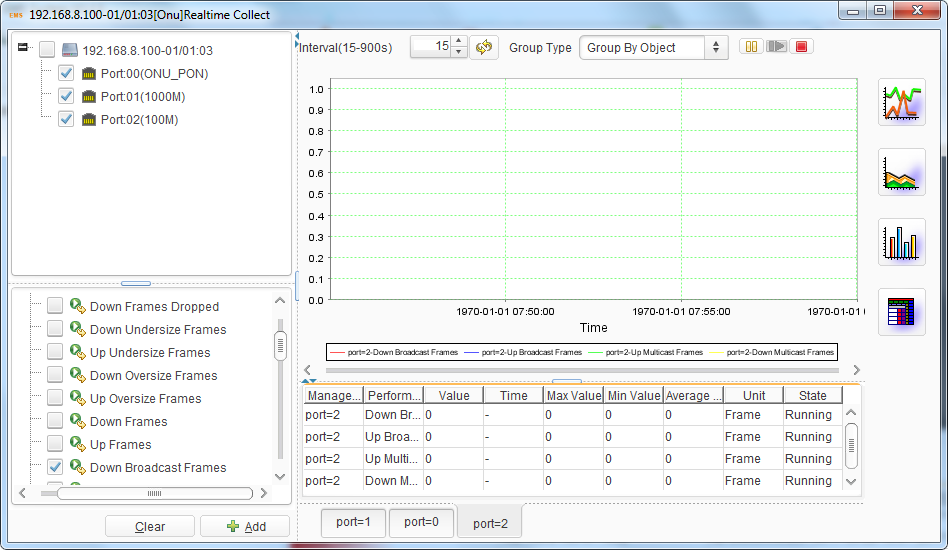 EMS 192.168.8.100-01/01:03[Onu]Realtime Collect
192.168.8.100-01/01:03
Port:00(ONU_PON)
Port:01(1000M)
Port:02(100M)
Down Frames Dropped
Down Undersize Frames
Up Undersize Frames
Down Oversize Frames
Up Oversize Frames
Down Frames
Up Frames
Down Broadcast Frames
Clear Add
Interval(15-900s) 15 Group Type Group By Object
1.0
0.9
0.8
0.7
0.6
0.5
0.4
0.3
0.2
0.1
0.0
1970-01-01 07:50:00 1970-01-01 07:55:00 1970-01-01
Time
port=2-Down Broadcast Frames port=2-Up Broadcast Frames port=2-Up Multicast Frames port=2-Down Multicast Frames
Manage... Perform... Value Time Max Value Min Value Average ... Unit State
port=2 Down Br... 0 - 0 0 0 Frame Running
port=2 Up Broa... 0 - 0 0 0 Frame Running
port=2 Up Multi... 0 - 0 0 0 Frame Running
port=2 Down M... 0 - 0 0 0 Frame Running
port=1 port=0 port=2